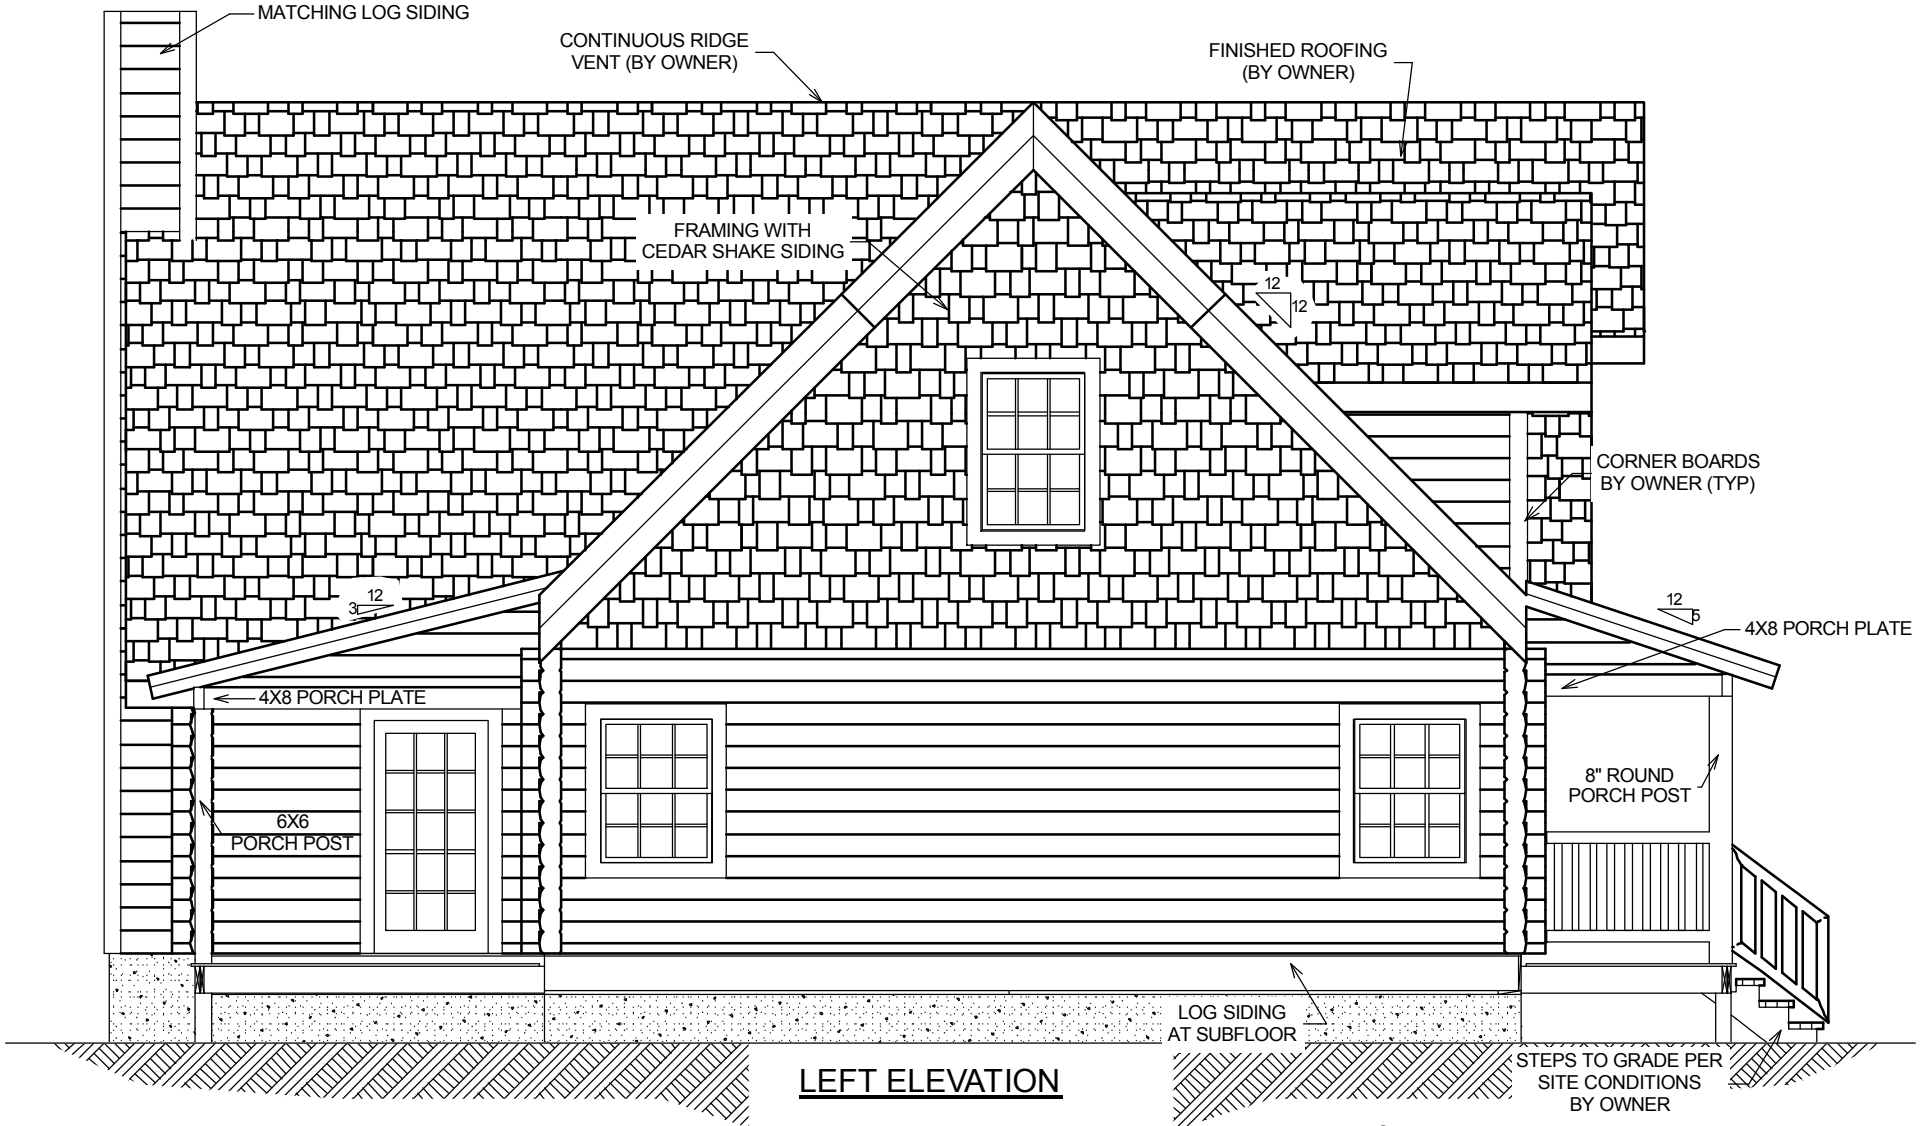 MATCHING LOG SIDING
CONTINUOUS RIDGE
VENT (BY OWNER)
FINISHED ROOFING
(BY OWNER)
FRAMING WITH
CEDAR SHAKE SIDING
12
12
CORNER BOARDS
BY OWNER (TYP)
12
3
12
5
4X8 PORCH PLATE
4X8 PORCH PLATE
8" ROUND
PORCH POST
6X6
PORCH POST
LOG SIDING
AT SUBFLOOR
STEPS TO GRADE PER
SITE CONDITIONS
BY OWNER
LEFT ELEVATION